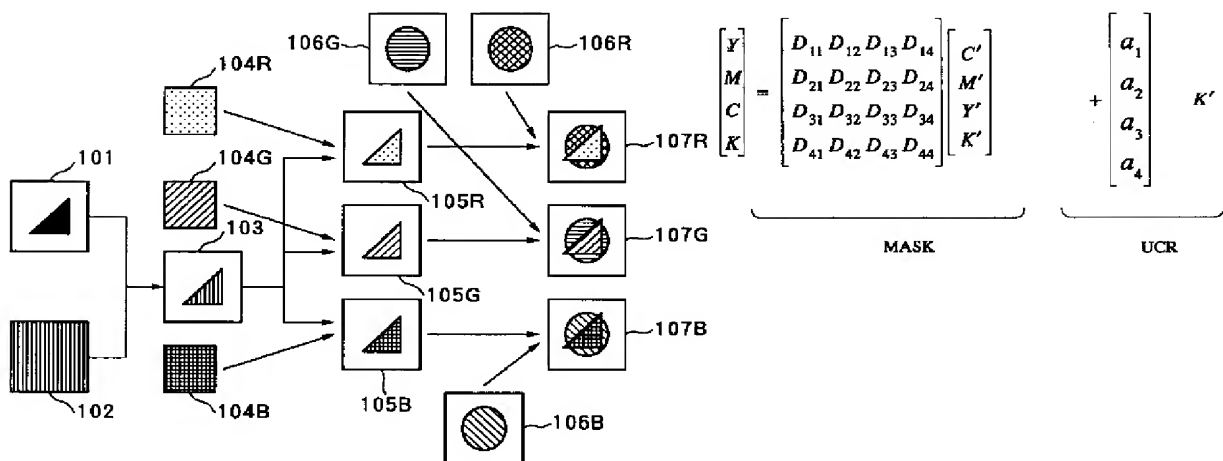 106G
106R
104R
101
104G
105R
107R
103
105G
107G
102
104B
105B
107B
106B
[Y M C K] = [D₁₁ D₁₂ D₁₃ D₁₄
D₂₁ D₂₂ D₂₃ D₂₄
D₃₁ D₃₂ D₃₃ D₃₄
D₄₁ D₄₂ D₄₃ D₄₄] [C′ M′ Y′ K′] + [a₁ a₂ a₃ a₄] K′
MASK
UCR